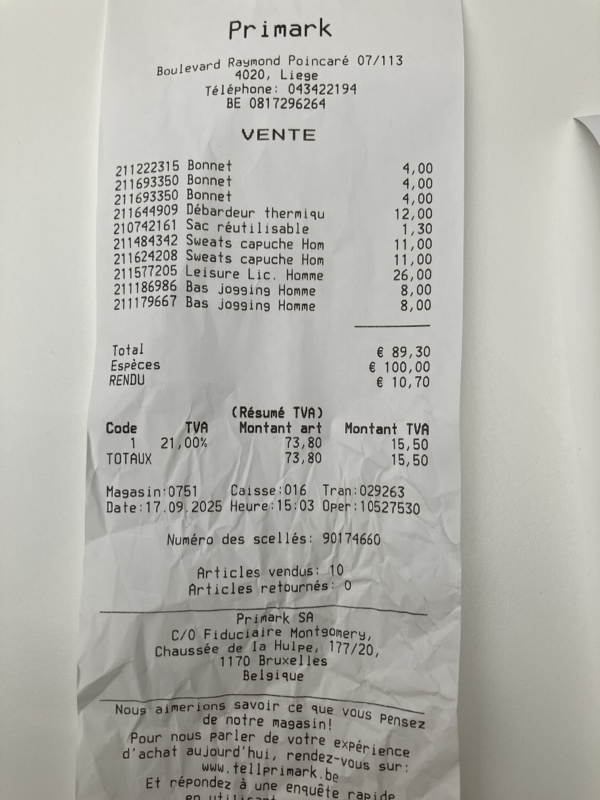 Primark
Boulevard Raymond Poincaré 07/113
4020, Liege
Téléphone: 043422194
BE 0817296264
VENTE
211222315 Bonnet 4,00
211693350 Bonnet 4,00
211693350 Bonnet 4,00
211644909 Débardeur thermiqu 12,00
210742161 Sac réutilisable 1,30
211484342 Sweats capuche Hom 11,00
211624208 Sweats capuche Hom 11,00
211577205 Leisure Lic. Homme 26,00
211186986 Bas jogging Homme 8,00
211179667 Bas jogging Homme 8,00
Total € 89,30
Espèces € 100,00
RENDU € 10,70
(Résumé TVA)
Code TVA Montant art Montant TVA
1 21,00% 73,80 15,50
TOTAUX 73,80 15,50
Magasin:0751 Caisse:016 Tran:029263
Date:17.09.2025 Heure:15:03 Oper:10527530
Numéro des scellés: 90174660
Articles vendus: 10
Articles retournés: 0
Primark SA
C/O Fiduciaire Montgomery,
Chaussée de la Hulpe, 177/20,
1170 Bruxelles
Belgique
Nous aimerions savoir ce que vous pensez
de notre magasin!
Pour nous parler de votre expérience
d'achat aujourd'hui, rendez-vous sur:
www.tellprimark.be
Et répondez à une enquête rapide